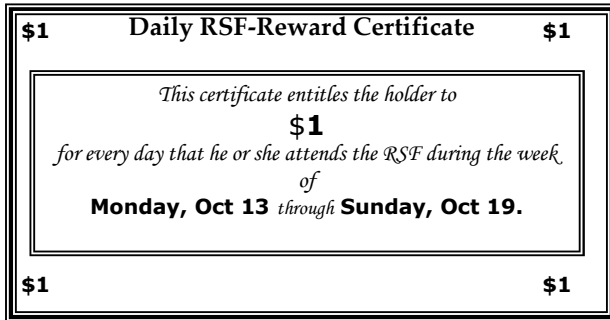 $1 Daily RSF-Reward Certificate $1
This certificate entitles the holder to
$1
for every day that he or she attends the RSF during the week
of
Monday, Oct 13 through Sunday, Oct 19.
$1 $1